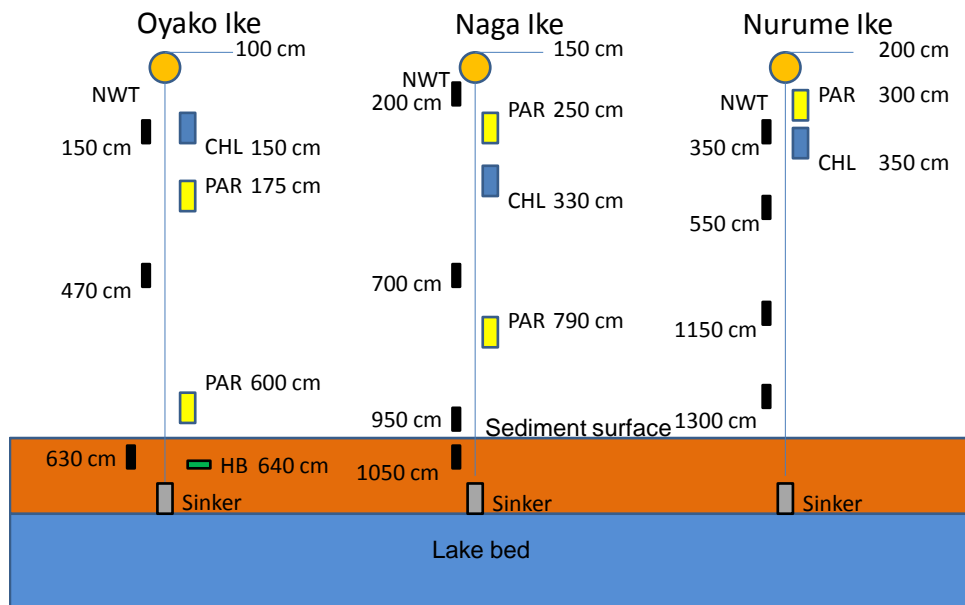 Oyako Ike
100 cm
NWT
150 cm
CHL 150 cm
PAR 175 cm
470 cm
PAR 600 cm
630 cm
HB 640 cm
Sinker
Naga Ike
150 cm
NWT
200 cm
PAR 250 cm
CHL 330 cm
700 cm
PAR 790 cm
950 cm
Sediment surface
1050 cm
Sinker
Nurume Ike
200 cm
NWT
PAR 300 cm
350 cm
CHL 350 cm
550 cm
1150 cm
1300 cm
Sinker
Lake bed